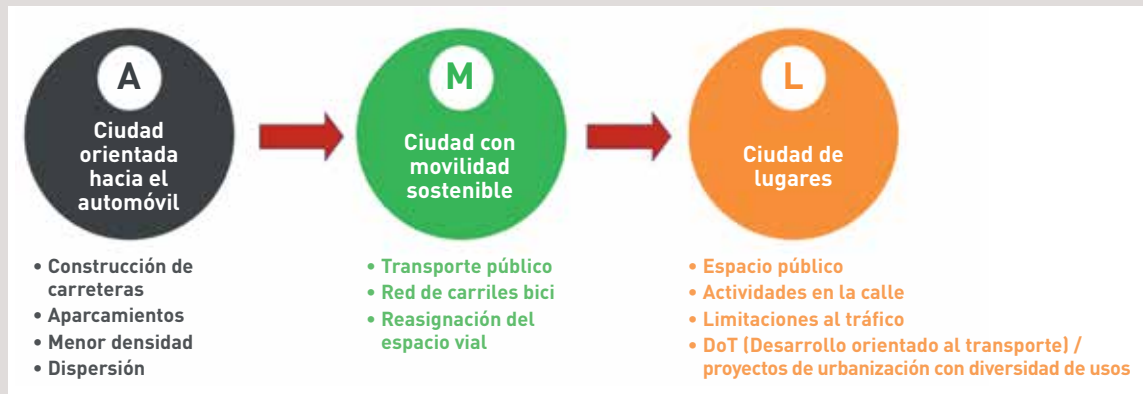 A
Ciudad
orientada
hacia el
automóvil
• Construcción de
carreteras
• Aparcamientos
• Menor densidad
• Dispersión
M
Ciudad con
movilidad
sostenible
• Transporte público
• Red de carriles bici
• Reasignación del
espacio vial
L
Ciudad de
lugares
• Espacio público
• Actividades en la calle
• Limitaciones al tráfico
• DoT (Desarrollo orientado al transporte) /
proyectos de urbanización con diversidad de usos